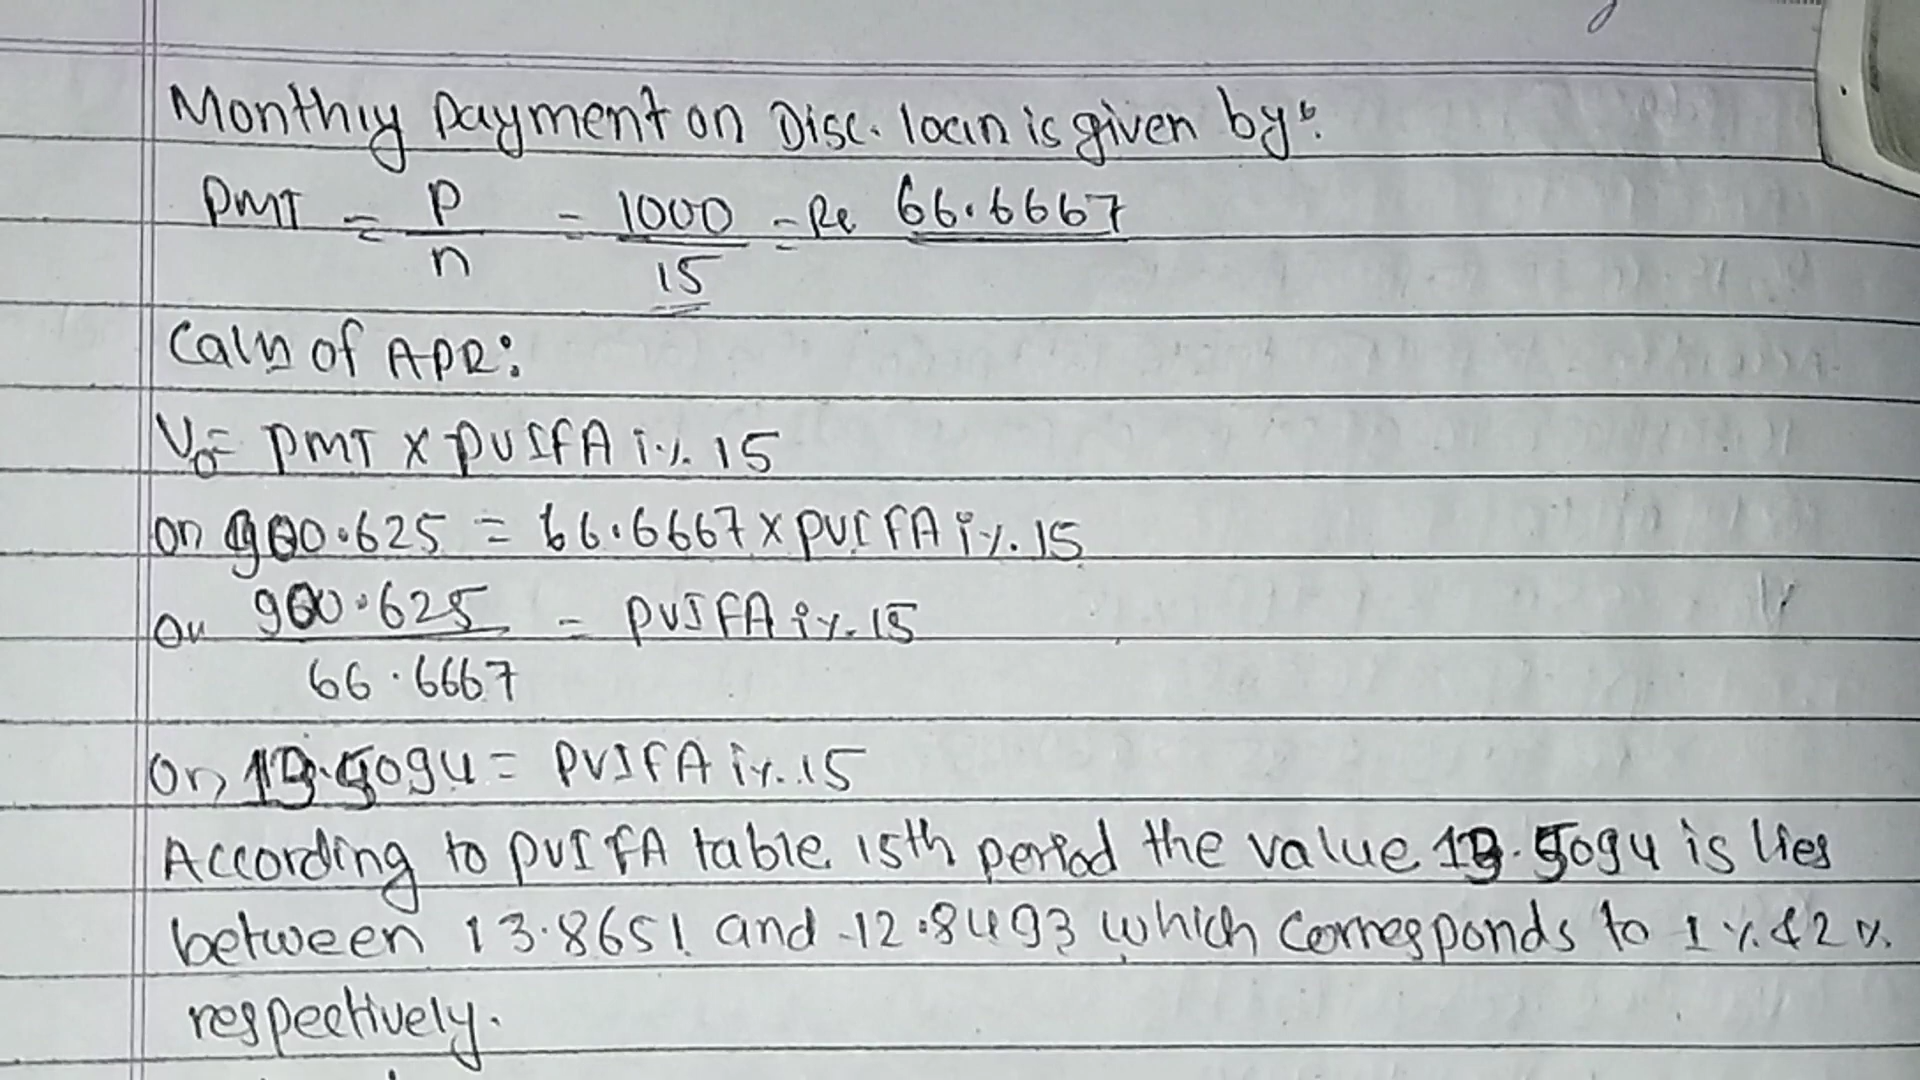 Monthly Payment on Disc. loan is given by:
PMT = P/n = 1000/15 = Re 66.6667
Caln of APR:
V0 = PMT x PVIFA i% 15
or 900.625 = 66.6667 x PVIFA i% 15
or 900.625/66.6667 = PVIFA i% 15
or, 13.5094 = PVIFA i% 15
According to PVIFA table 15th period the value 13.5094 is lies
between 13.8651 and 12.8493 which corresponds to 1% & 2%
respectively.